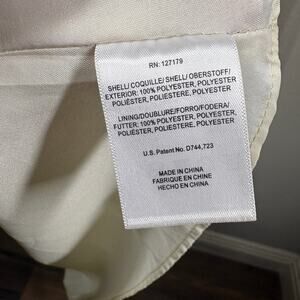 RN: 127179
SHELL/ COQUILLE/ SHELL/ OBERSTOFF/
EXTERIOR: 100% POLYESTER, POLYESTER
POLIÉSTER, POLIESTERE, POLYESTER
LINING/DOUBLURE/FORRO/FODERA/
FUTTER: 100% POLYESTER, POLYESTER
POLIÉSTER, POLIESTERE, POLYESTER
U.S. Patent No. D744,723
MADE IN CHINA
FABRIQUE EN CHINE
HECHO EN CHINA